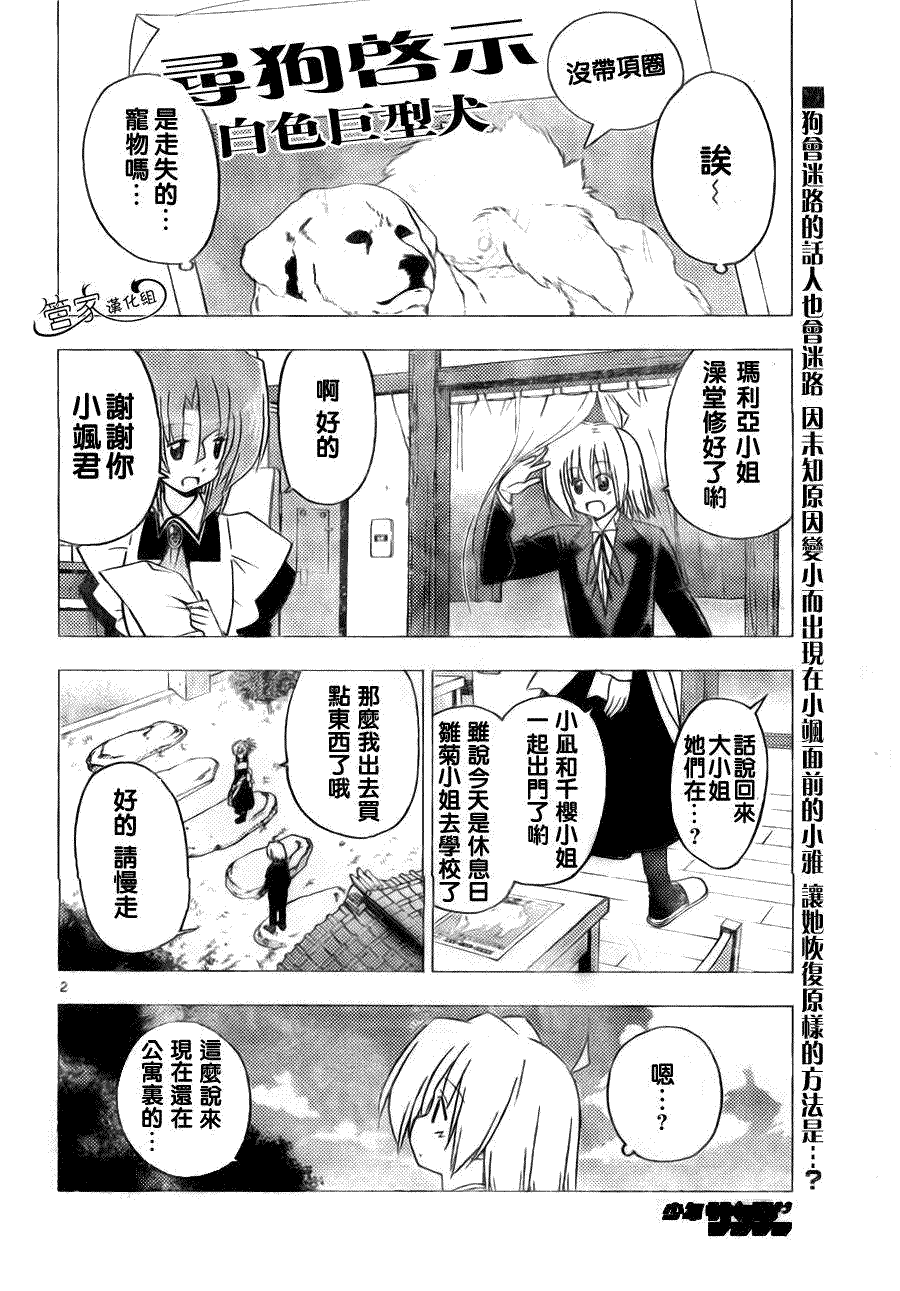 尋狗啓示
白色巨型犬
沒帶項圈
誒～
是走失的…
寵物嗎…
管家漢化組
瑪利亞小姐
澡堂修好了喲
啊 好的
謝謝你
小颯君
話說回來
大小姐
她們在…?
小凪和千櫻小姐
一起出門了喲
雖說今天是休息日
雛菊小姐去學校了
那麼我出去買
點東西了哦
好的 請慢走
2
嗯…?
這麼說來
現在還在
公寓裏的…
■狗會迷路的話人也會迷路 因未知原因變小而出現在小颯面前的小雅 讓她恢復原樣的方法是…?
少年